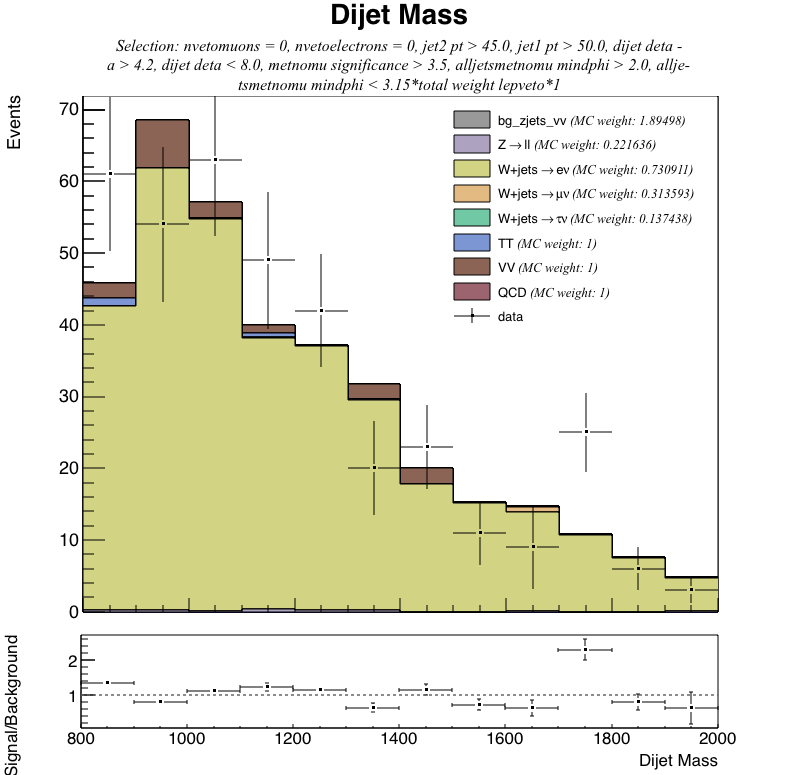 Dijet Mass
Selection: nvetomuons = 0, nvetoelectrons = 0, jet2 pt > 45.0, jet1 pt > 50.0, dijet deta -
a > 4.2, dijet deta < 8.0, metnomu significance > 3.5, alljetsmetnomu mindphi > 2.0, allje-
tsmetnomu mindphi < 3.15*total weight lepveto*1
Events
70
60
50
40
30
20
10
0
bg_zjets_vv (MC weight: 1.89498)
Z→ll (MC weight: 0.221636)
W+jets→eν (MC weight: 0.730911)
W+jets→μν (MC weight: 0.313593)
W+jets→τν (MC weight: 0.137438)
TT (MC weight: 1)
VV (MC weight: 1)
QCD (MC weight: 1)
data
Signal/Background
2
1
800 1000 1200 1400 1600 1800 2000
Dijet Mass